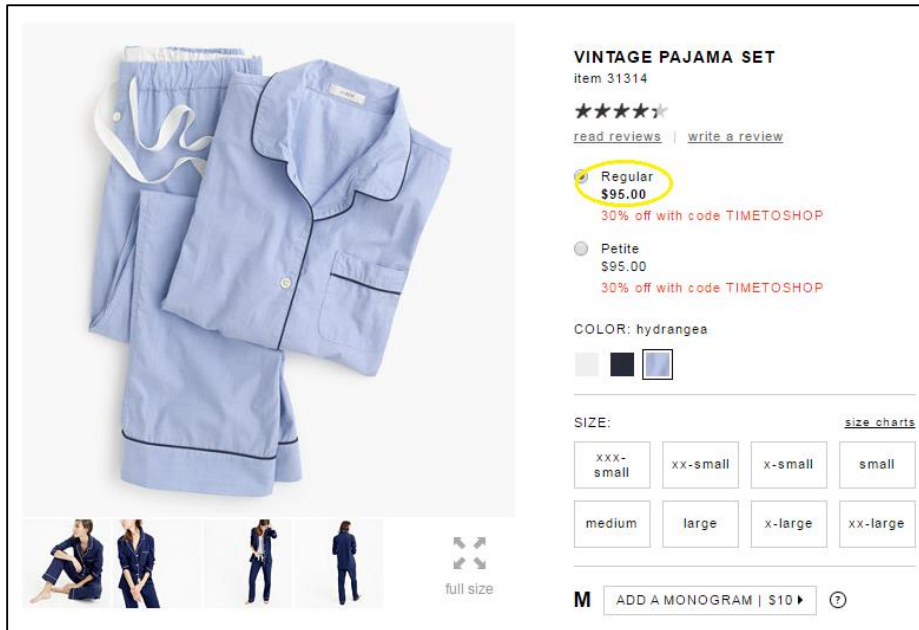 VINTAGE PAJAMA SET
item 31314
read reviews | write a review
Regular
$95.00
30% off with code TIMETOSHOP
Petite
$95.00
30% off with code TIMETOSHOP
COLOR: hydrangea
SIZE:
size charts
xxx-
small
xx-small
x-small
small
medium
large
x-large
xx-large
full size
M
ADD A MONOGRAM | $10
?